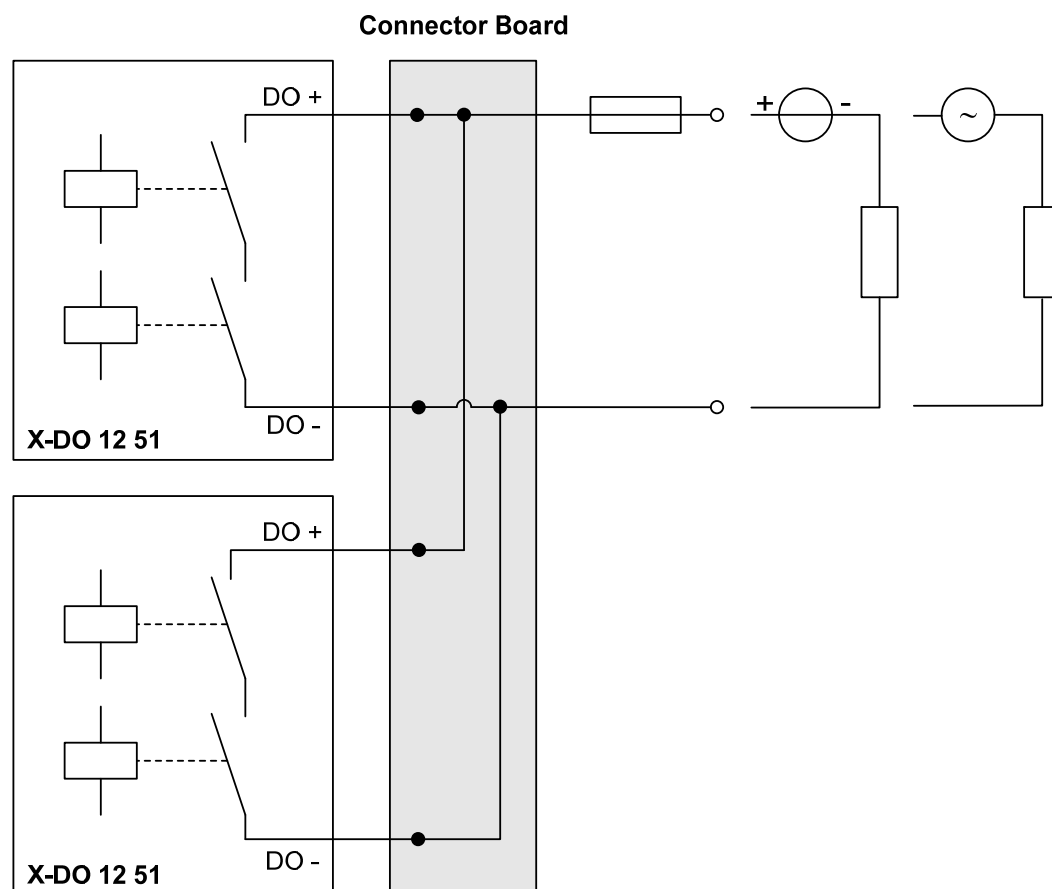 Connector Board
DO +
+
-
~
DO -
X-DO 12 51
DO +
DO -
X-DO 12 51